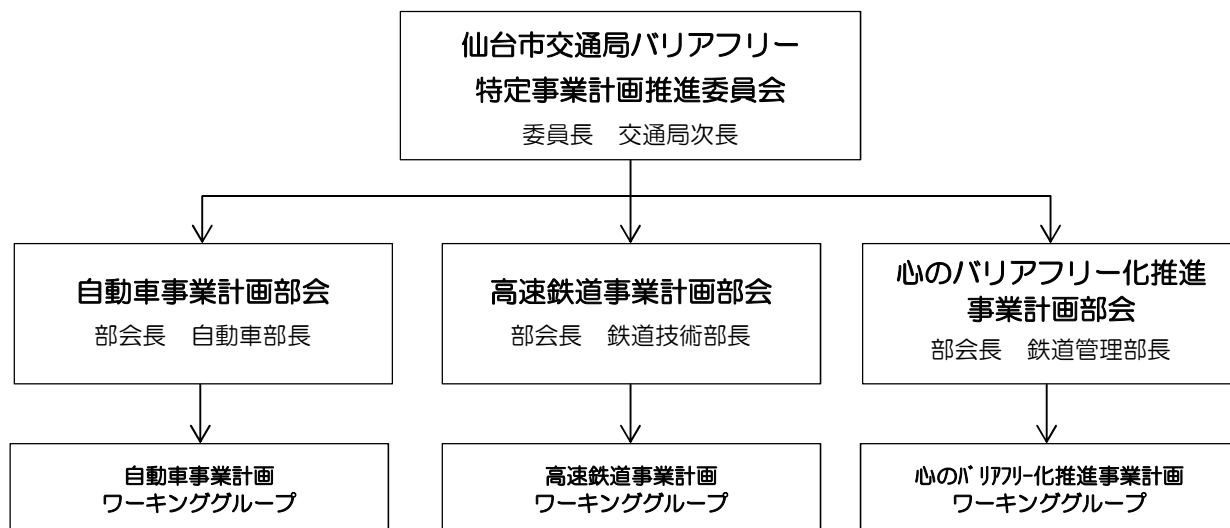 仙台市交通局バリアフリー
特定事業計画推進委員会
委員長　交通局次長
自動車事業計画部会
部会長　自動車部長
高速鉄道事業計画部会
部会長　鉄道技術部長
心のバリアフリー化推進
事業計画部会
部会長　鉄道管理部長
自動車事業計画
ワーキンググループ
高速鉄道事業計画
ワーキンググループ
心のﾊﾞﾘｱﾌﾘｰ化推進事業計画
ワーキンググループ